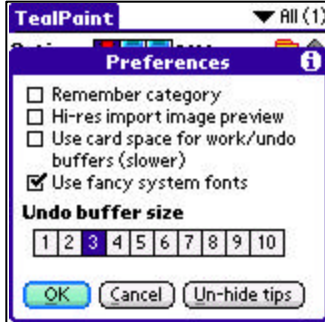 TealPaint
All (1)
Preferences
i
Remember category
Hi-res import image preview
Use card space for work/undo
buffers (slower)
Use fancy system fonts
Undo buffer size
1 2 3 4 5 6 7 8 9 10
OK Cancel Un-hide tips